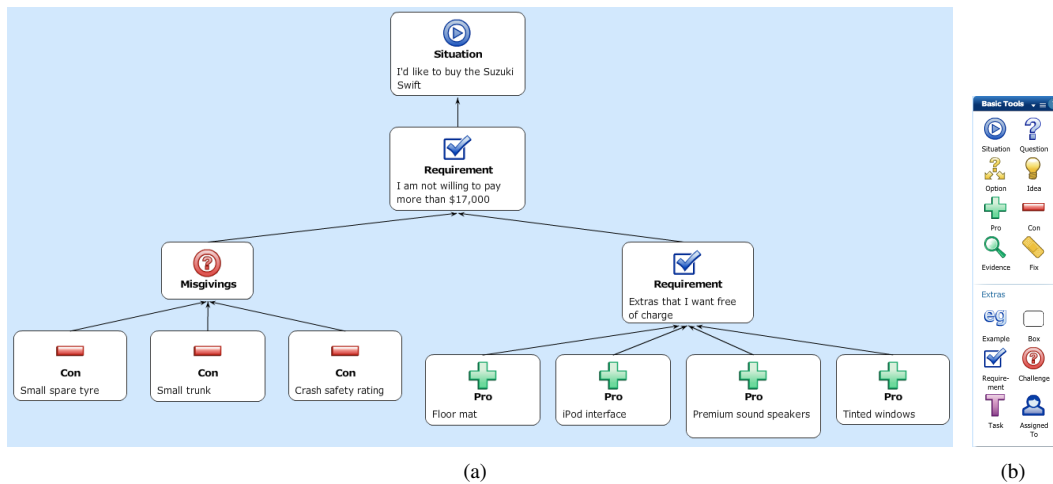 Situation
I'd like to buy the Suzuki
Swift
Requirement
I am not willing to pay
more than $17,000
Misgivings
Requirement
Extras that I want free
of charge
Con
Small spare tyre
Con
Small trunk
Con
Crash safety rating
Pro
Floor mat
Pro
iPod interface
Pro
Premium sound speakers
Pro
Tinted windows
(a)
Basic Tools
Situation Question
Option Idea
Pro Con
Evidence Fix
Extras
eg
Example Box
Require-
ment
Challenge
Task
Assigned
To
(b)